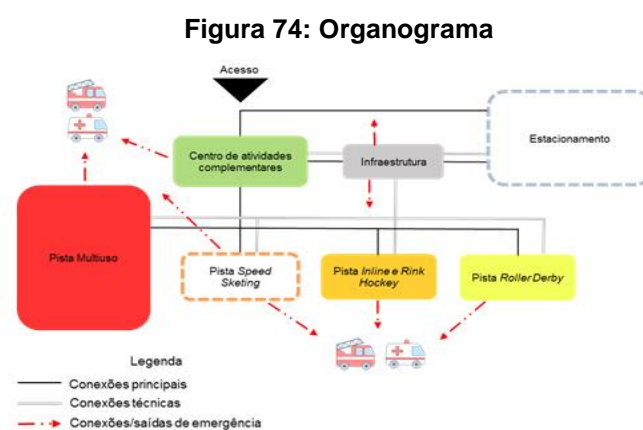 Figura 74: Organograma
Acesso
Centro de atividades
complementares
Infraestrutura
Estacionamento
Pista Multiuso
Pista Speed
Sketing
Pista Inline e Rink
Hockey
Pista Roller Derby
Legenda
Conexões principais
Conexões técnicas
Conexões/saídas de emergência